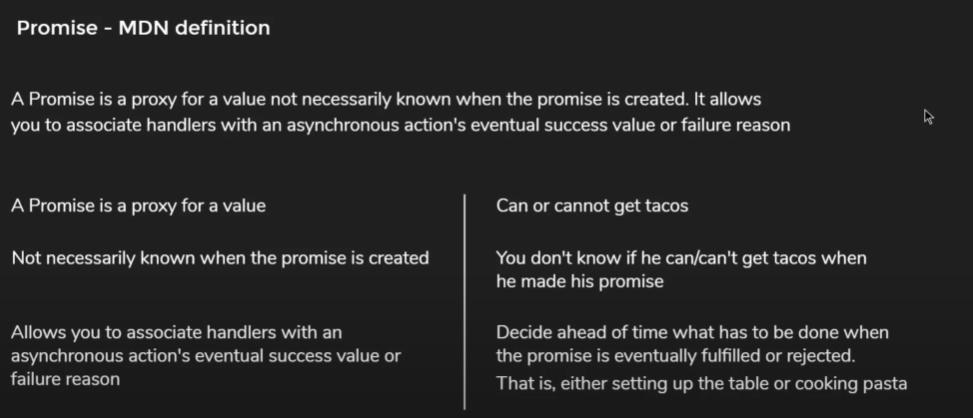 Promise - MDN definition
A Promise is a proxy for a value not necessarily known when the promise is created. It allows
you to associate handlers with an asynchronous action's eventual success value or failure reason
A Promise is a proxy for a value
Can or cannot get tacos
Not necessarily known when the promise is created
You don't know if he can/can't get tacos when
he made his promise
Allows you to associate handlers with an
asynchronous action's eventual success value or
failure reason
Decide ahead of time what has to be done when
the promise is eventually fulfilled or rejected.
That is, either setting up the table or cooking pasta